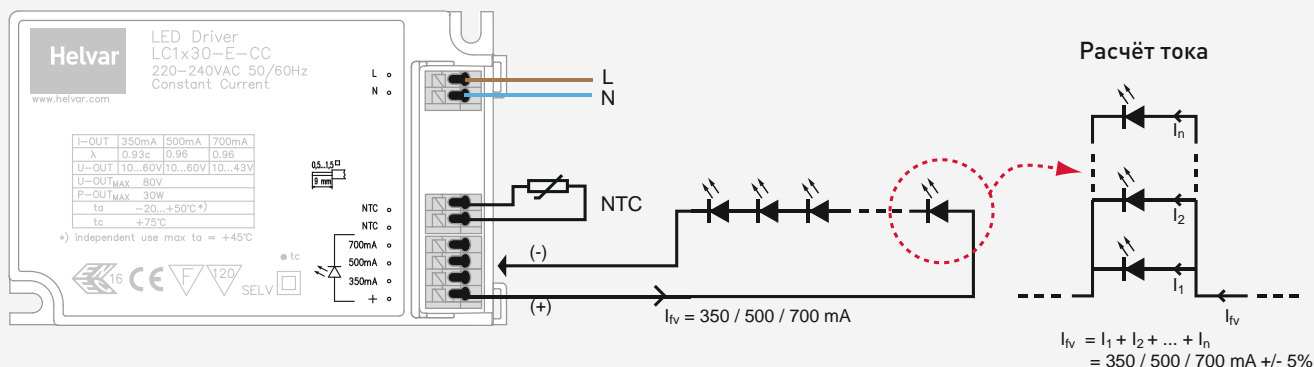 Helvar
www.helvar.com
LED Driver
LC1x30-E-CC
220-240VAC 50/60Hz
Constant Current
I-OUT 350mA 500mA 700mA
λ 0.93c 0.96 0.96
U-OUT 10...60V 10...60V 10...43V
U-OUTMAX 80V
P-OUTMAX 30W
ta -20...+50°C*)
tc +75°C
*) Independent use max ta = +45°C
16
F
120
SELV
tc
0,5...1,5
9 mm
L
N
NTC
NTC
700mA
500mA
350mA
+
L
N
NTC
(-)
(+)
Ifv = 350 / 500 / 700 mA
Расчёт тока
In
I2
I1
Ifv
Ifv = I1 + I2 + ... + In
= 350 / 500 / 700 mA +/- 5%